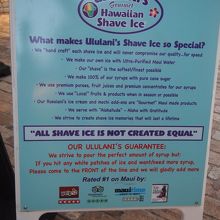 Gourmet
Hawaiian
Shave Ice
What makes Ululani's Shave Ice so Special?
We "hand craft" each shave ice and will never compromise our quality for speed
We make our own ice with Ultra-Purified Maui Water
Our "Shave" is the softest/finest possible
We make 100% of our syrups with pure cane sugar
We use premium purees, fruit juices and premium concentrates for our syrups
We use "Local" fruits & products when in season & possible
Our Roselani's ice cream and mochi add-ons are "Gourmet" Maui made products
We serve with "Alohafiude" - Aloha with Gratitude
We strive to create shave ice memories that will last a lifetime
"ALL SHAVE ICE IS NOT CREATED EQUAL"
OUR ULULANI'S GUARANTEE:
We strive to pour the perfect amount of syrup but:
If you hit any white patches of ice and want/need more syrup,
Please come to the FRONT of the line and we will gladly add more
Rated #1 on Maui by:
yelp
mauitime